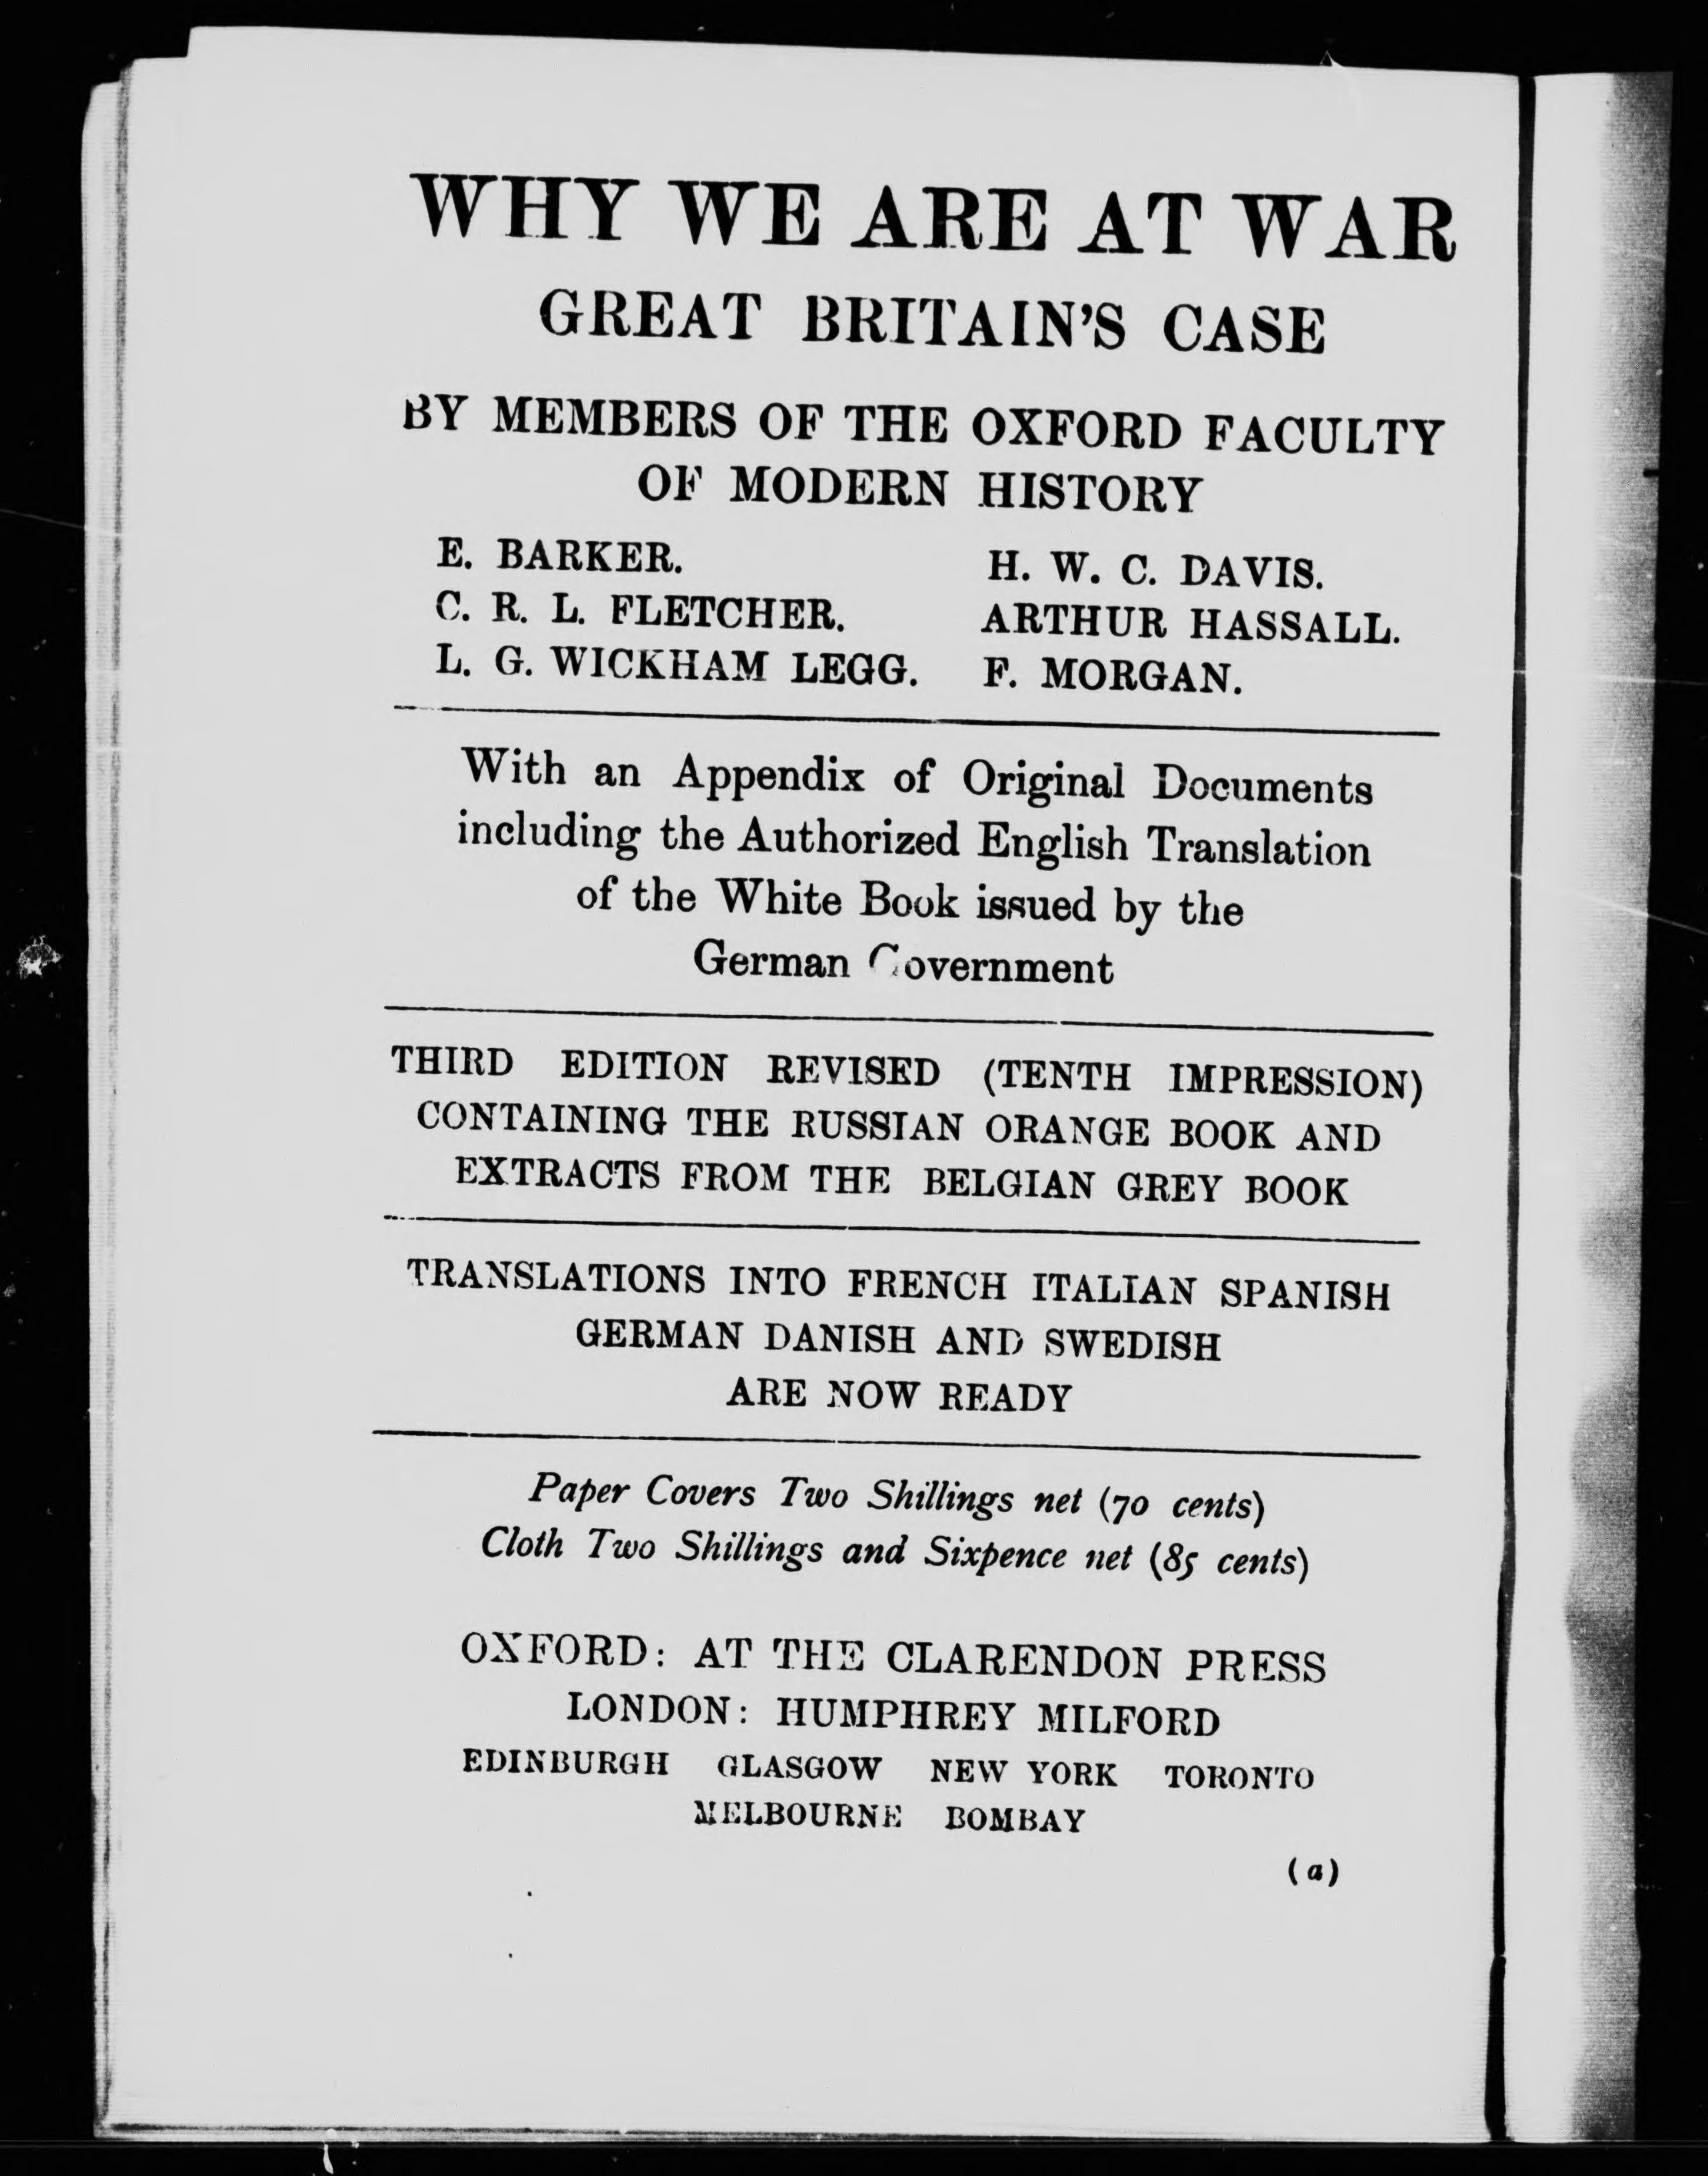 WHY WE ARE AT WAR
GREAT BRITAIN'S CASE
BY MEMBERS OF THE OXFORD FACULTY
OF MODERN HISTORY
E. BARKER. H. W. C. DAVIS.
C. R. L. FLETCHER. ARTHUR HASSALL.
L. G. WICKHAM LEGG. F. MORGAN.
With an Appendix of Original Documents
including the Authorized English Translation
of the White Book issued by the
German Government
THIRD EDITION REVISED (TENTH IMPRESSION)
CONTAINING THE RUSSIAN ORANGE BOOK AND
EXTRACTS FROM THE BELGIAN GREY BOOK
TRANSLATIONS INTO FRENCH ITALIAN SPANISH
GERMAN DANISH AND SWEDISH
ARE NOW READY
Paper Covers Two Shillings net (70 cents)
Cloth Two Shillings and Sixpence net (85 cents)
OXFORD: AT THE CLARENDON PRESS
LONDON: HUMPHREY MILFORD
EDINBURGH GLASGOW NEW YORK TORONTO
MELBOURNE BOMBAY
(a)